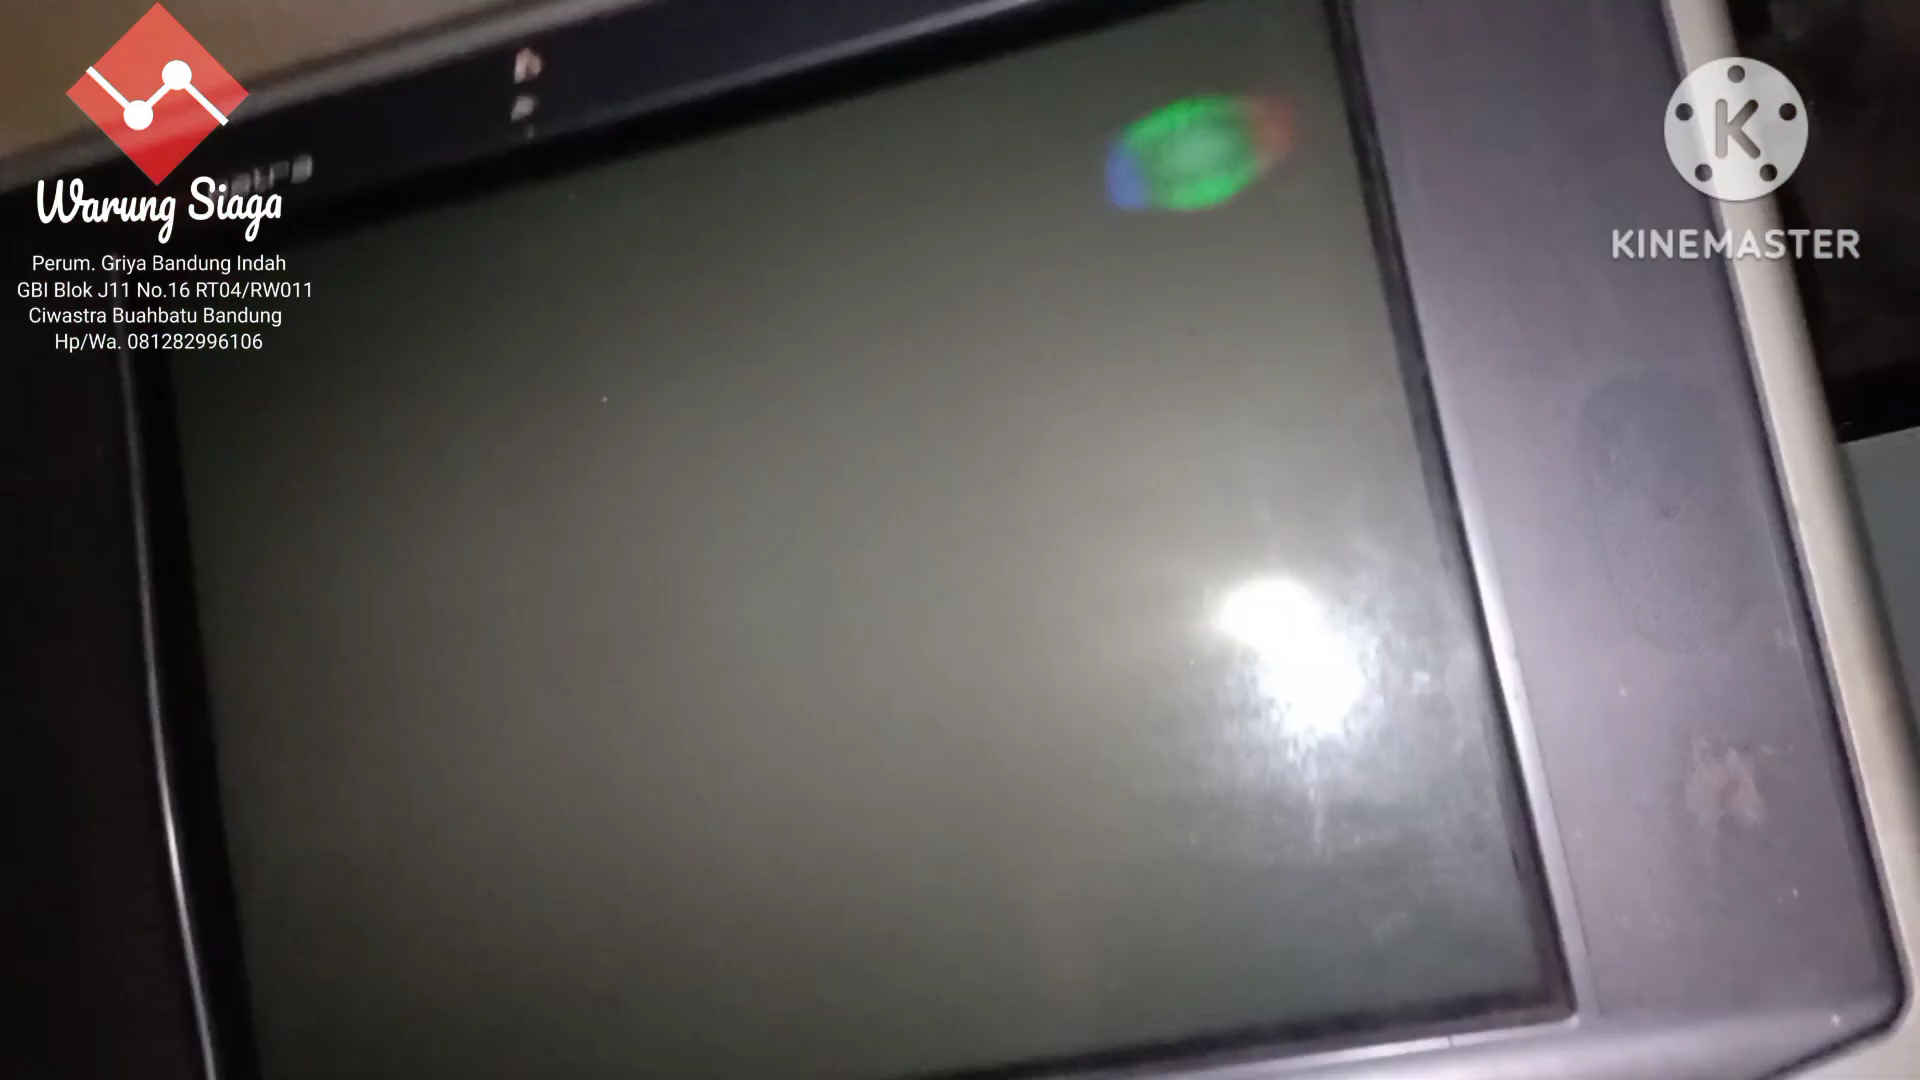 Warung Siaga
Perum. Griya Bandung Indah
GBI Blok J11 No.16 RT04/RW011
Ciwastra Buahbatu Bandung
Hp/Wa. 081282996106
K
KINEMASTER